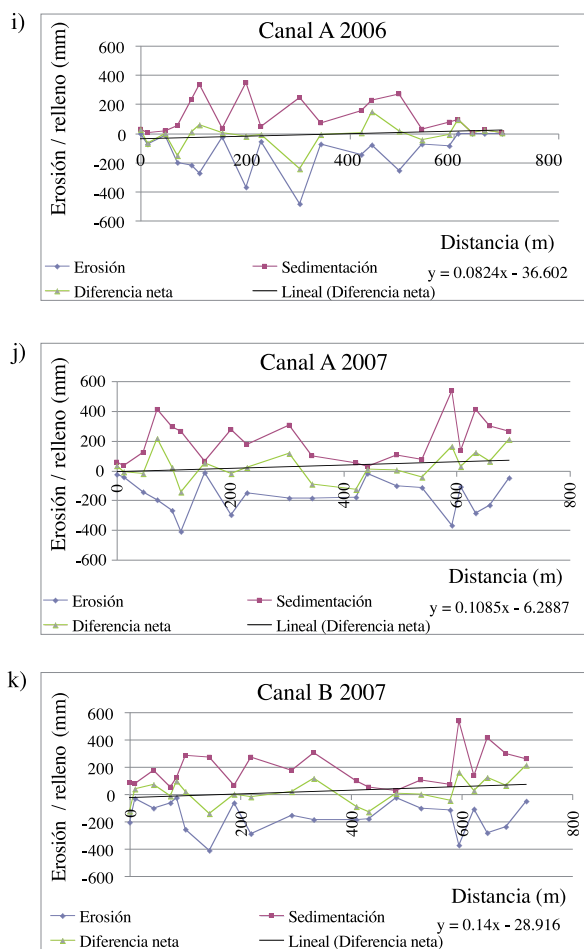 i)
Canal A 2006
Erosión / relleno (mm)
600
400
200
0
-200
-400
-600
0
200
400
600
800
Distancia (m)
Erosión
Sedimentación
y = 0.0824x - 36.602
Diferencia neta
Lineal (Diferencia neta)
j)
Canal A 2007
Erosión / relleno (mm)
600
400
200
0
-200
-400
-600
0
200
400
600
800
Distancia (m)
Erosión
Sedimentación
y = 0.1085x - 6.2887
Diferencia neta
Lineal (Diferencia neta)
k)
Canal B 2007
Erosión / relleno (mm)
600
400
200
0
-200
-400
-600
0
200
400
600
800
Distancia (m)
Erosión
Sedimentación
y = 0.14x - 28.916
Diferencia neta
Lineal (Diferencia neta)